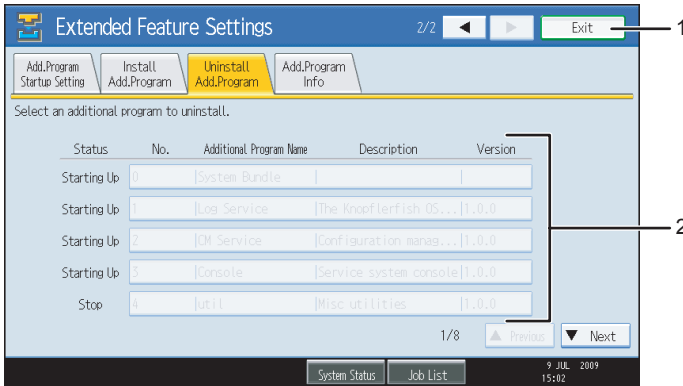 Extended Feature Settings 2/2 ◀ ▶ Exit 1
Add.Program Startup Setting
Install Add.Program
Uninstall Add.Program
Add.Program Info
Select an additional program to uninstall.
Status No. Additional Program Name Description Version
Starting Up 0 |System Bundle | |
Starting Up 1 |Log Service |The Knopflerfish OS...|1.0.0
Starting Up 2 |CM Service |Configuration manag...|1.0.0
Starting Up 3 |Console |Service system console|1.0.0
Stop 4 |util |Misc utilities |1.0.0
2
1/8 ▲ Previous ▼ Next
System Status Job List 9 JUL 2009
15:02